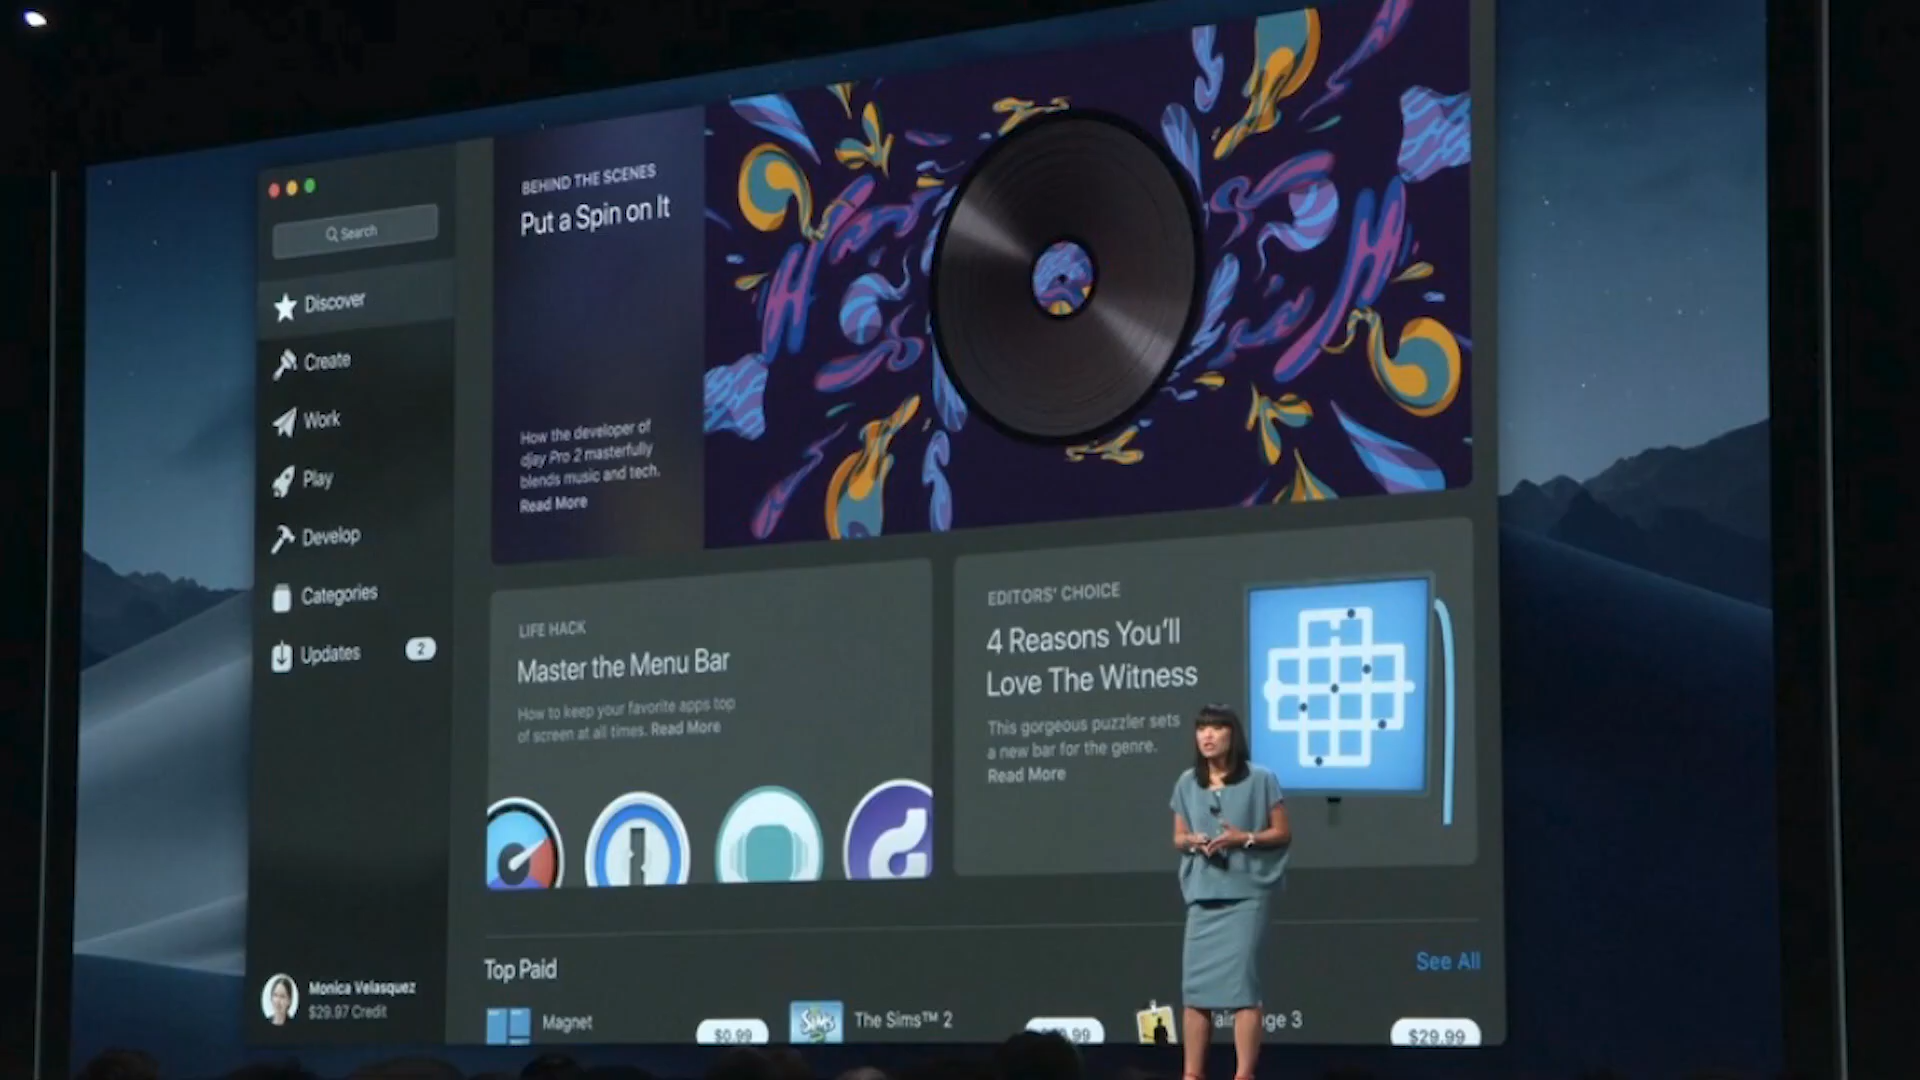 Search
Discover
Create
Work
Play
Develop
Categories
Updates
2
Monica Velasquez
$29.97 Credit
BEHIND THE SCENES
Put a Spin on It
How the developer of
djay Pro 2 masterfully
blends music and tech.
Read More
LIFE HACK
Master the Menu Bar
How to keep your favorite apps top
of screen at all times. Read More
EDITORS' CHOICE
4 Reasons You'll
Love The Witness
This gorgeous puzzler sets
a new bar for the genre.
Read More
Top Paid
See All
Magnet
$0.99
Sims
The Sims™ 2
3
$29.99